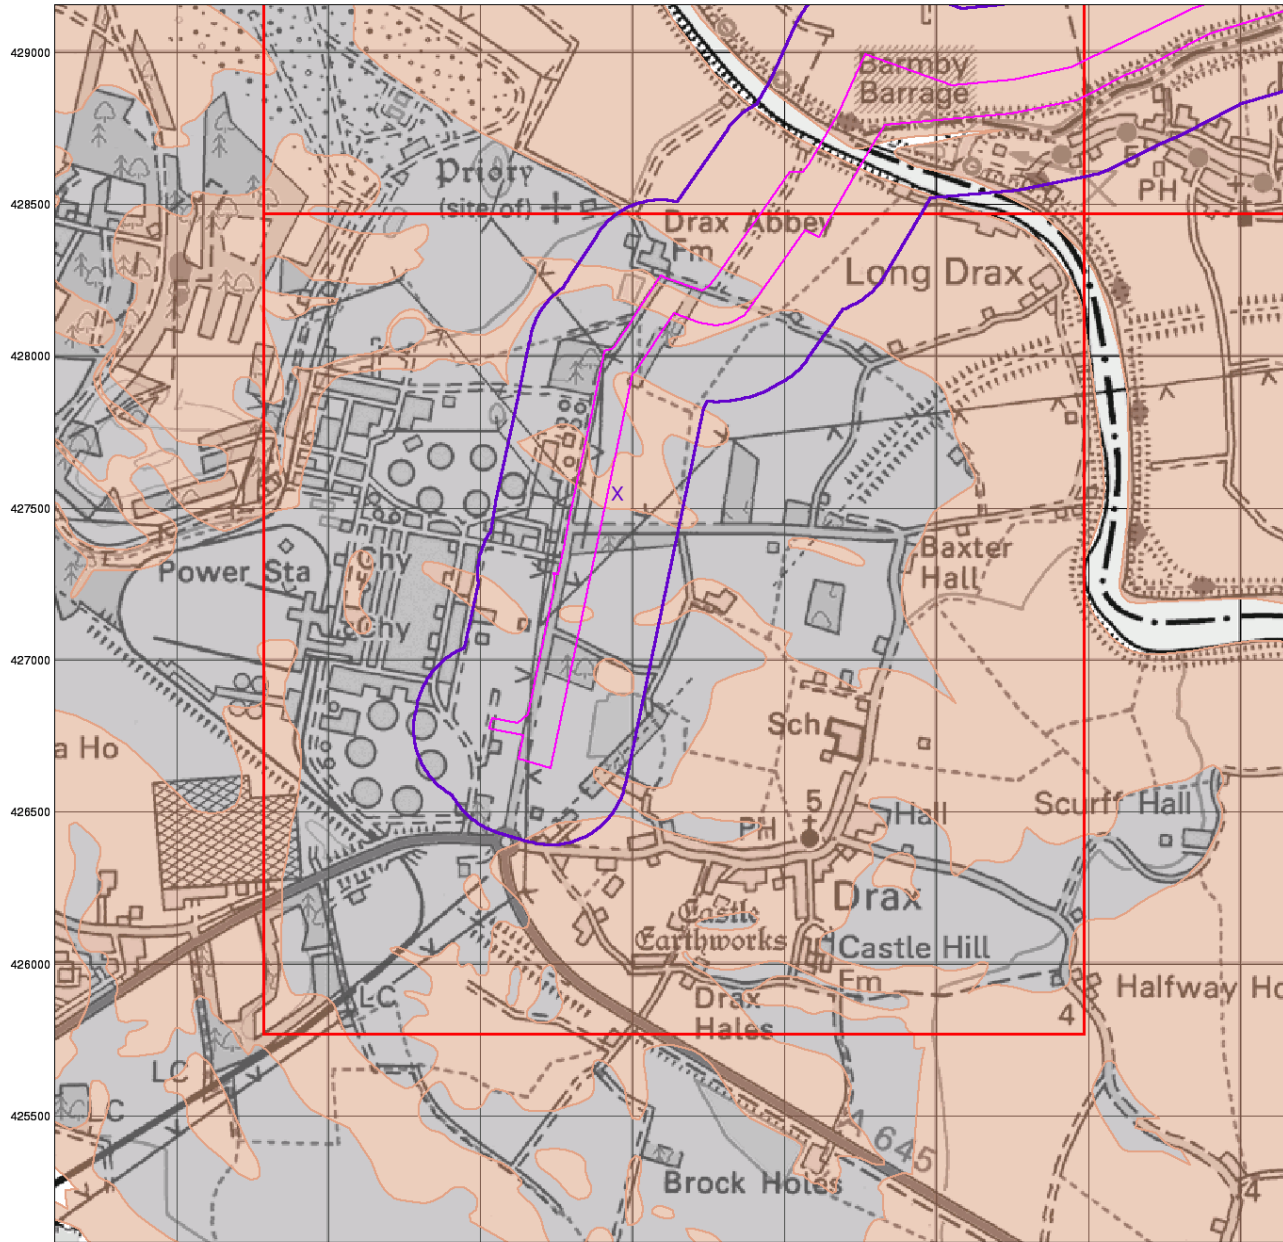 429000
Barmby
Barrage
5
PH
Priory
(site of)
428500
Drax Abbey
Fm
Long Drax
428000
X
427500
Baxter
Hall
Chy
Power Sta
Chy
427000
Sch
a Ho
Scurff Hall
5
Hall
PH
426500
Drax
Castle
Earthworks
Castle Hill
426000
Fm
LC
Drax
Hales
Halfway Ho
4
LC
LC
425500
A 645
Brock Holes
4